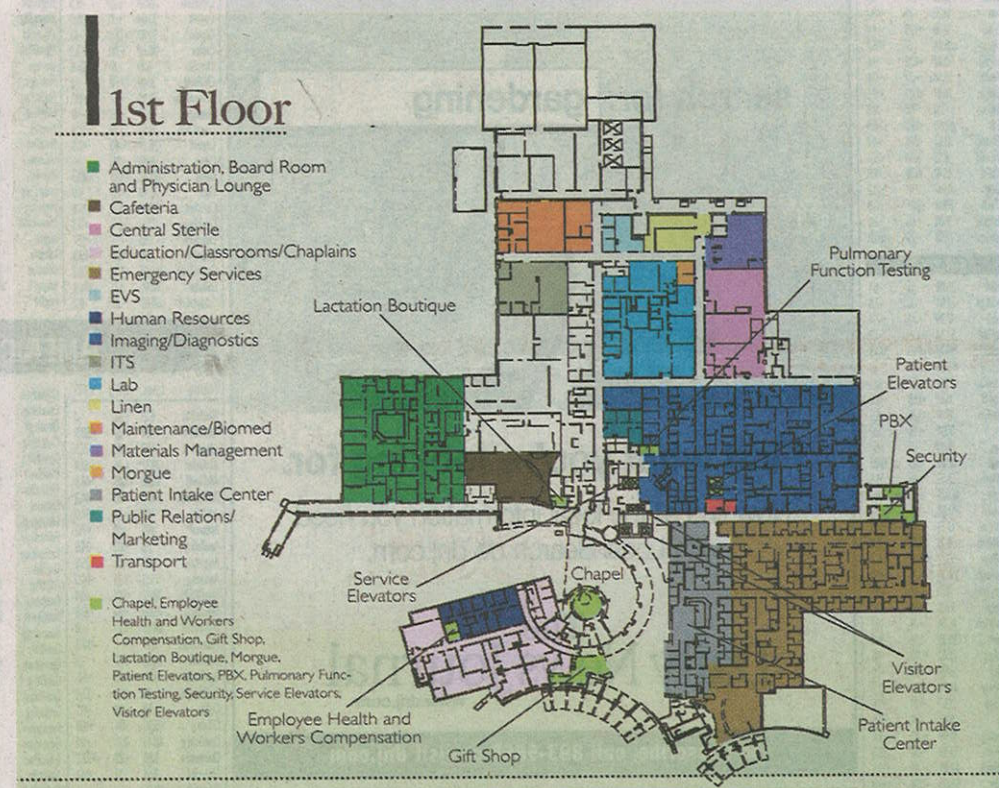 1st Floor
Administration, Board Room
and Physician Lounge
Cafeteria
Central Sterile
Education/Classrooms/Chaplains
Emergency Services
EVS
Human Resources
Imaging/Diagnostics
ITS
Lab
Linen
Maintenance/Biomed
Materials Management
Morgue
Patient Intake Center
Public Relations/
Marketing
Transport
Chapel, Employee
Health and Workers
Compensation, Gift Shop,
Lactation Boutique, Morgue,
Patient Elevators, PBX, Pulmonary Func-
tion Testing, Security, Service Elevators,
Visitor Elevators
Lactation Boutique
Pulmonary
Function Testing
Patient
Elevators
PBX
Security
Service
Elevators
Chapel
Visitor
Elevators
Employee Health and
Workers Compensation
Gift Shop
Patient Intake
Center